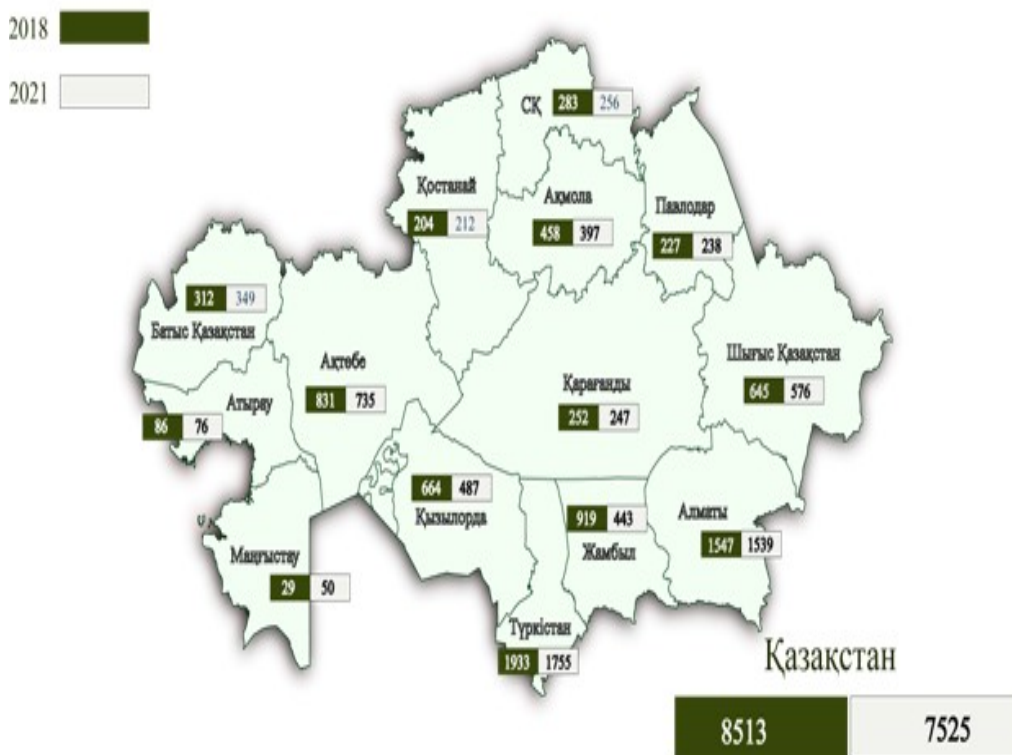 2018
2021
СҚ 283 256
Қостанай
204 212
Ақмола
458 397
Павлодар
227 238
312 349
Батыс Қазақстан
Ақтөбе
831 735
Атырау
86 76
Қарағанды
252 247
Шығыс Қазақстан
645 576
664 487
Қызылорда
919 443
Жамбыл
Алматы
1547 1539
Маңғыстау
29 50
Түркістан
1933 1755
Қазақстан
8513 7525